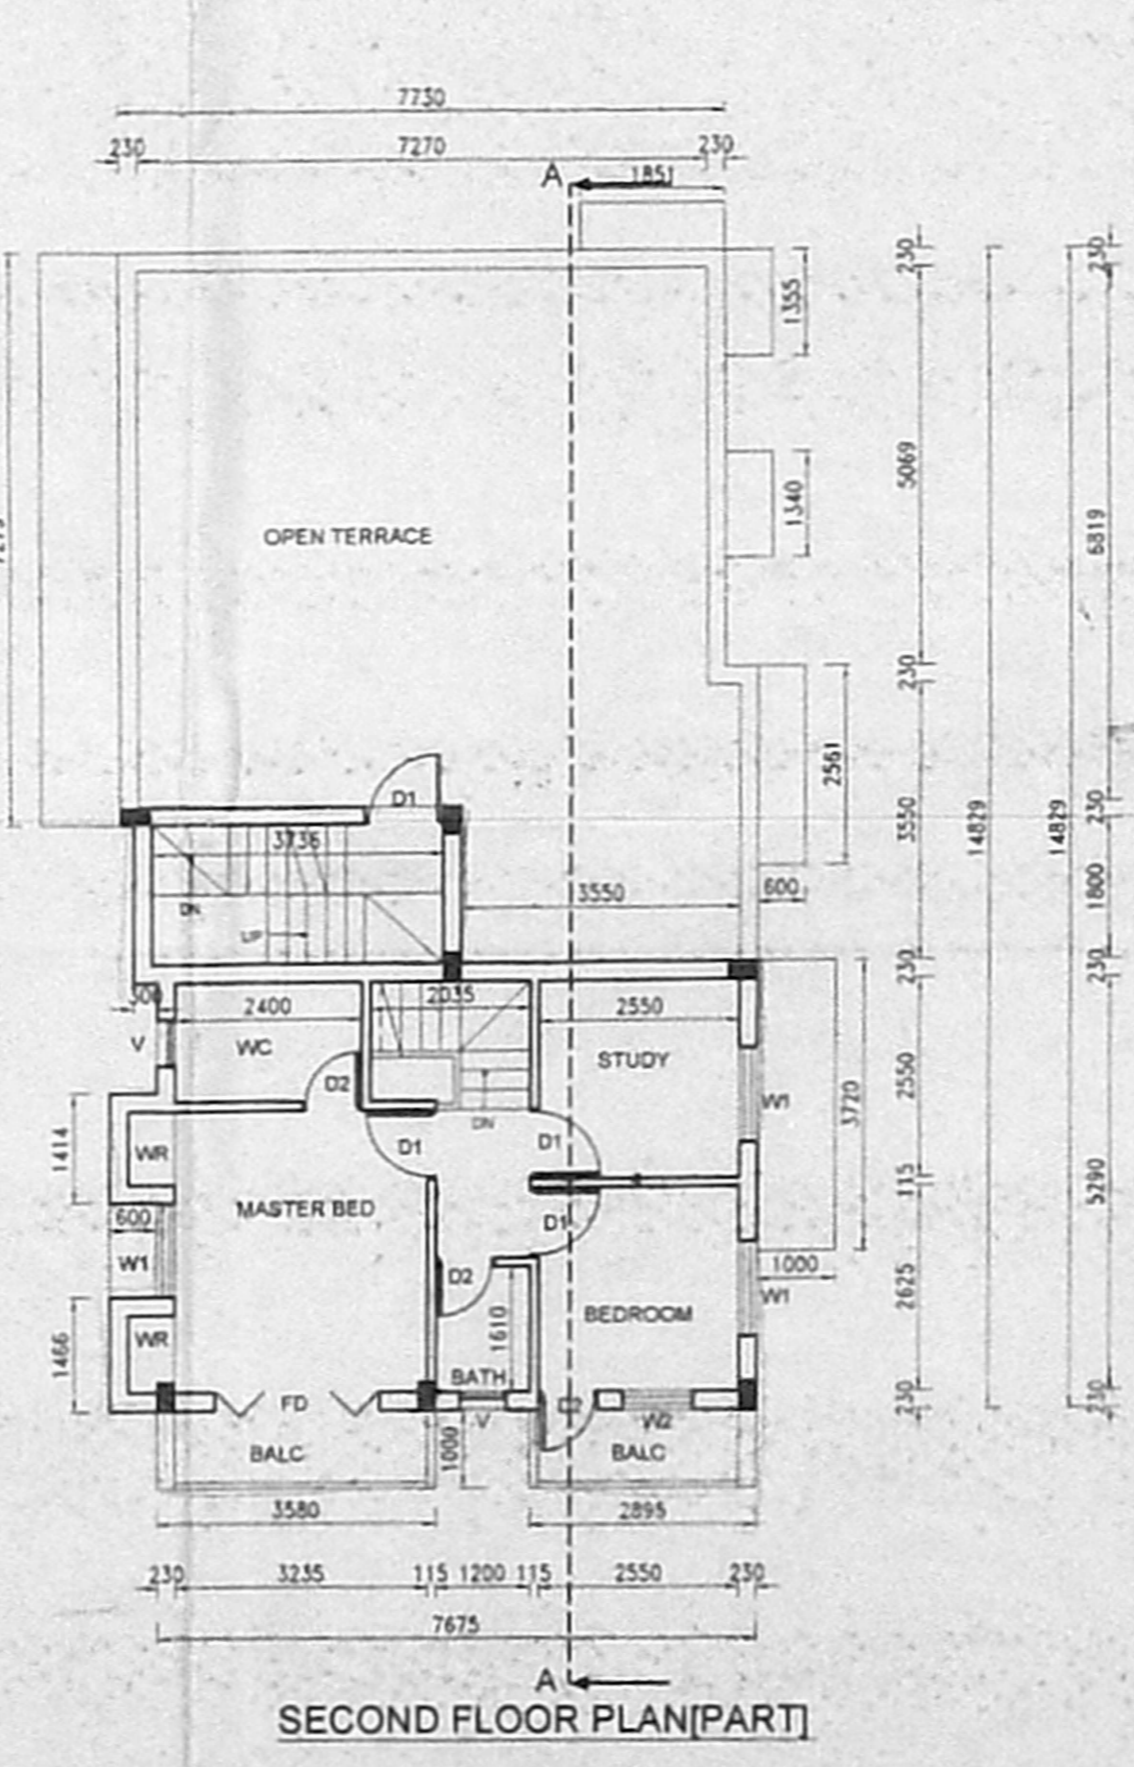 7730
230 7270 230
A 1851
230 230
1355
5069
1340
6819
OPEN TERRACE
230
2561
D1
3550 14829 14829 230
3736
600 1800
DN 3550
UP
230 230
300 2400 2035 2550
V WC STUDY
D2 2550
W1
3720
1414 WR D1 DN D1
115 5290
600 MASTER BED
D1
W1 D2 1000
2625 W1
1610 BEDROOM
1466 WR
BATH
FD D2 230 230
V W2
BALC 1000 BALC
3580 2895
230 3235 115 1200 115 2550 230
7675
A
SECOND FLOOR PLAN[PART]